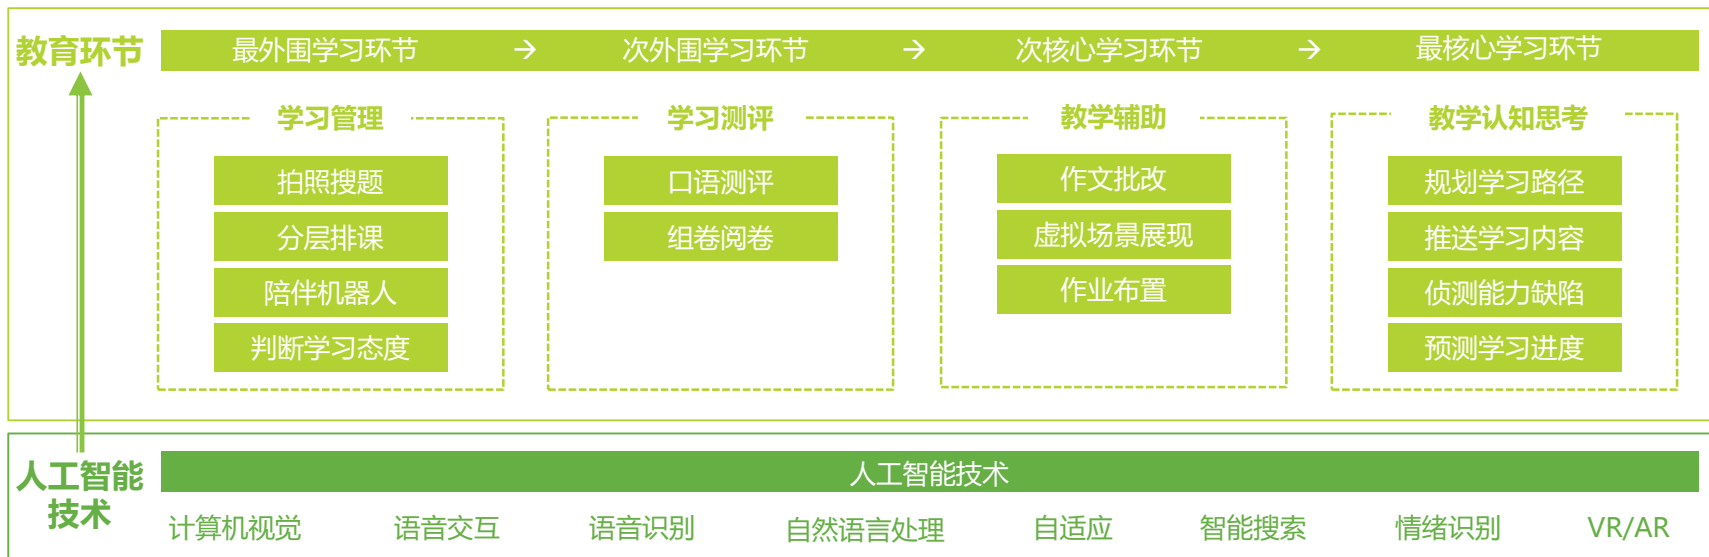 教育环节
最外围学习环节 → 次外围学习环节 → 次核心学习环节 → 最核心学习环节
学习管理
拍照搜题
分层排课
陪伴机器人
判断学习态度
学习测评
口语测评
组卷阅卷
教学辅助
作文批改
虚拟场景展现
作业布置
教学认知思考
规划学习路径
推送学习内容
侦测能力缺陷
预测学习进度
人工智能
技术
人工智能技术
计算机视觉 语音交互 语音识别 自然语言处理 自适应 智能搜索 情绪识别 VR/AR